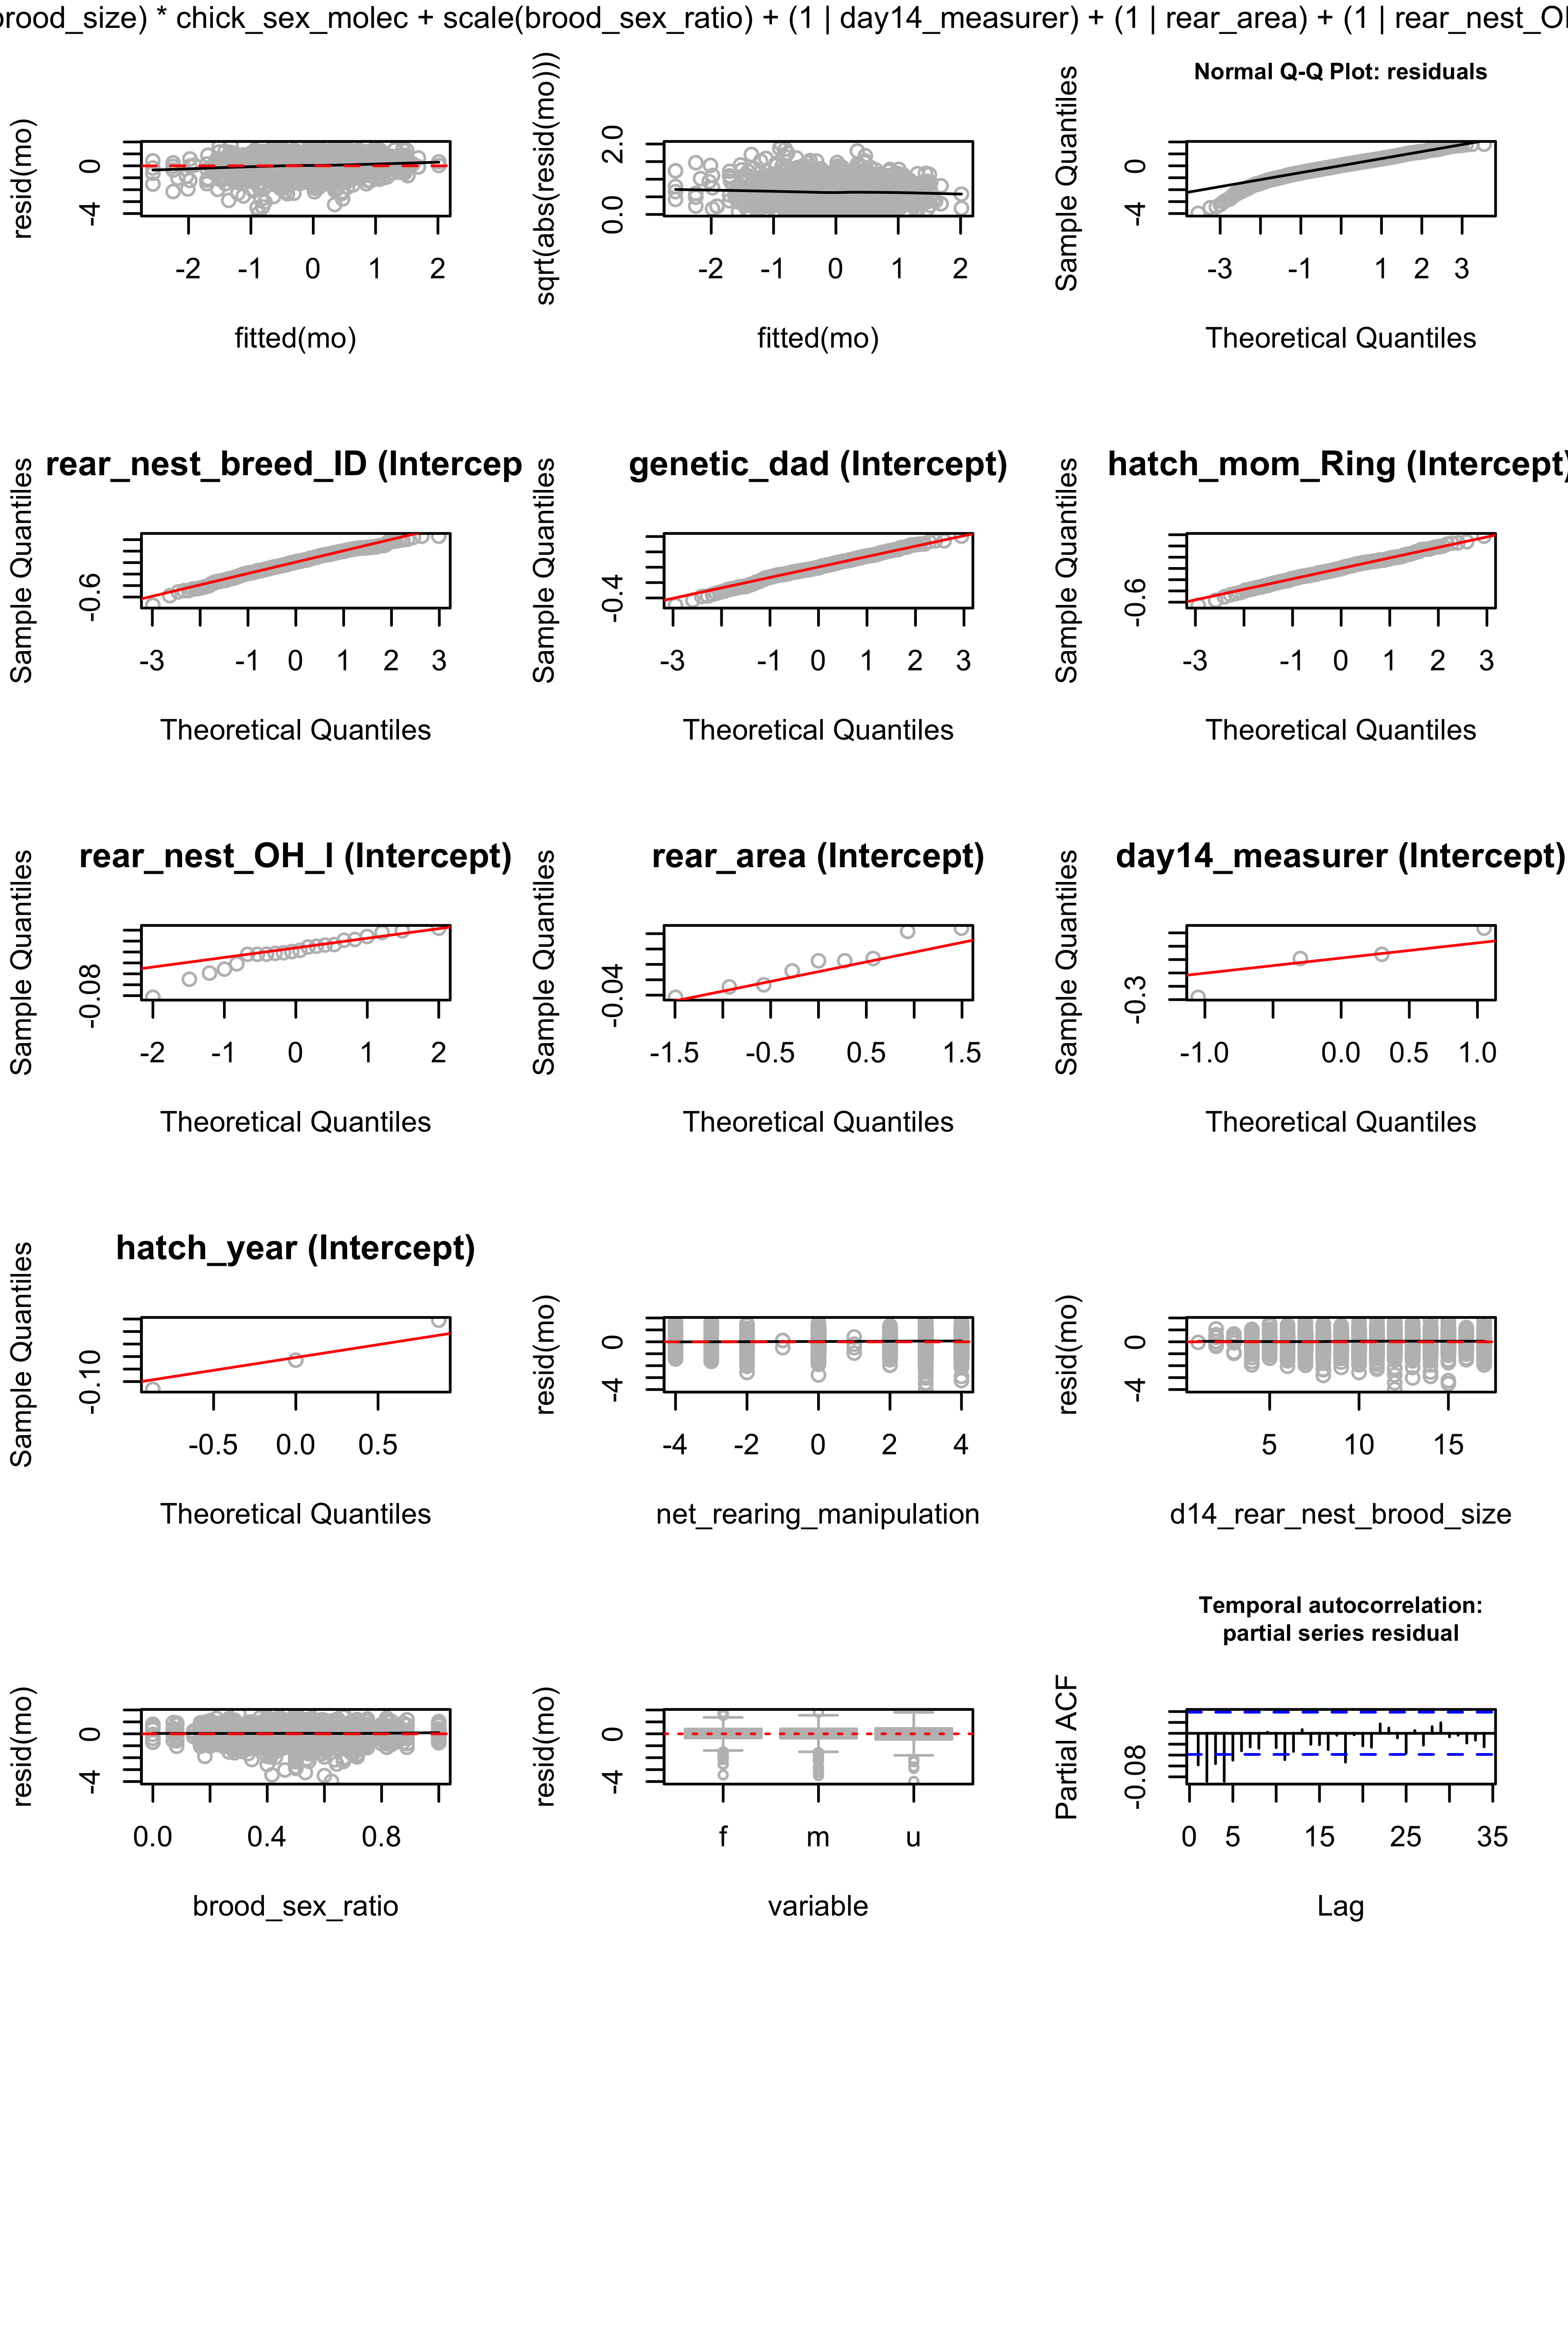 brood_size) * chick_sex_molec + scale(brood_sex_ratio) + (1 | day14_measurer) + (1 | rear_area) + (1 | rear_nest_OH
resid(mo)
0
-4
-2 -1 0 1 2
fitted(mo)
sqrt(abs(resid(mo)))
2.0
0.0
-2 -1 0 1 2
fitted(mo)
Normal Q-Q Plot: residuals
Sample Quantiles
0
-4
-3 -1 1 2 3
Theoretical Quantiles
rear_nest_breed_ID (Intercep
Sample Quantiles
-0.6
-3 -1 0 1 2 3
Theoretical Quantiles
genetic_dad (Intercept)
Sample Quantiles
-0.4
-3 -1 0 1 2 3
Theoretical Quantiles
hatch_mom_Ring (Intercept)
Sample Quantiles
-0.6
-3 -1 0 1 2 3
Theoretical Quantiles
rear_nest_OH_l (Intercept)
Sample Quantiles
-0.08
-2 -1 0 1 2
Theoretical Quantiles
rear_area (Intercept)
Sample Quantiles
-0.04
-1.5 -0.5 0.5 1.5
Theoretical Quantiles
day14_measurer (Intercept)
Sample Quantiles
-0.3
-1.0 0.0 0.5 1.0
Theoretical Quantiles
hatch_year (Intercept)
Sample Quantiles
-0.10
-0.5 0.0 0.5
Theoretical Quantiles
resid(mo)
0
-4
-4 -2 0 2 4
net_rearing_manipulation
resid(mo)
0
-4
5 10 15
d14_rear_nest_brood_size
resid(mo)
0
-4
0.0 0.4 0.8
brood_sex_ratio
resid(mo)
0
-4
f m u
variable
Temporal autocorrelation:
partial series residual
Partial ACF
-0.08
0 5 15 25 35
Lag